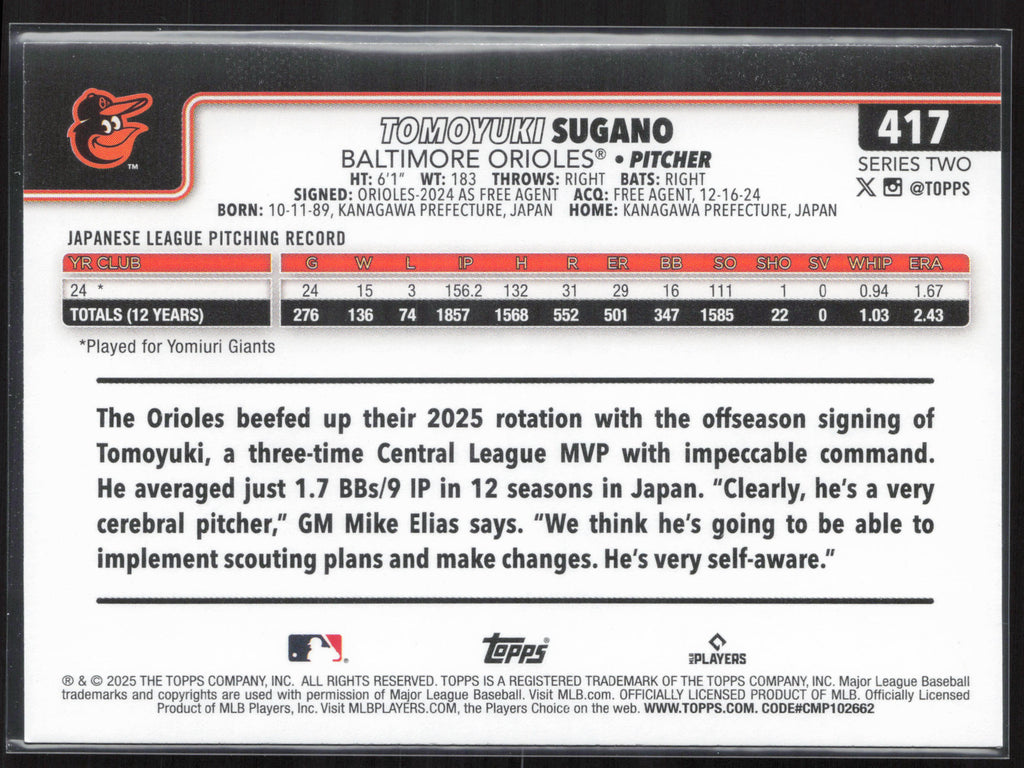 417
TOMOYUKI SUGANO
BALTIMORE ORIOLES® • PITCHER
SERIES TWO
HT: 6'1" WT: 183 THROWS: RIGHT BATS: RIGHT
@TOPPS
SIGNED: ORIOLES-2024 AS FREE AGENT ACQ: FREE AGENT, 12-16-24
BORN: 10-11-89, KANAGAWA PREFECTURE, JAPAN HOME: KANAGAWA PREFECTURE, JAPAN
TM
JAPANESE LEAGUE PITCHING RECORD
YR CLUB G W L IP H R ER BB SO SHO SV WHIP ERA
24 * 24 15 3 156.2 132 31 29 16 111 1 0 0.94 1.67
TOTALS (12 YEARS) 276 136 74 1857 1568 552 501 347 1585 22 0 1.03 2.43
*Played for Yomiuri Giants
The Orioles beefed up their 2025 rotation with the offseason signing of
Tomoyuki, a three-time Central League MVP with impeccable command.
He averaged just 1.7 BBs/9 IP in 12 seasons in Japan. “Clearly, he's a very
cerebral pitcher,” GM Mike Elias says. “We think he's going to be able to
implement scouting plans and make changes. He's very self-aware.”
Topps®
MLB PLAYERS
® & © 2025 THE TOPPS COMPANY, INC. ALL RIGHTS RESERVED. TOPPS IS A REGISTERED TRADEMARK OF THE TOPPS COMPANY, INC. Major League Baseball
trademarks and copyrights are used with permission of Major League Baseball. Visit MLB.com. OFFICIALLY LICENSED PRODUCT OF MLB. Officially Licensed
Product of MLB Players, Inc. Visit MLBPLAYERS.COM, the Players Choice on the web. WWW.TOPPS.COM. CODE#CMP102662